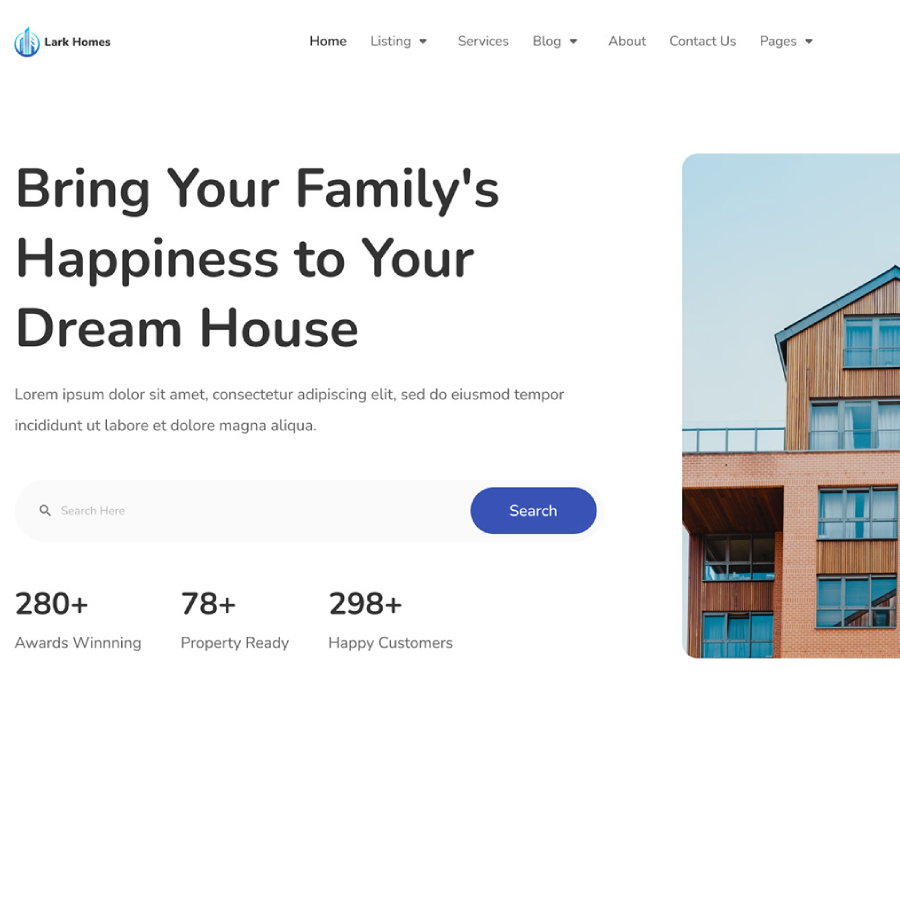 Lark Homes
Home Listing Services Blog About Contact Us Pages
Bring Your Family's
Happiness to Your
Dream House
Lorem ipsum dolor sit amet, consectetur adipiscing elit, sed do eiusmod tempor
incididunt ut labore et dolore magna aliqua.
Search Here Search
280+ 78+ 298+
Awards Winnning Property Ready Happy Customers